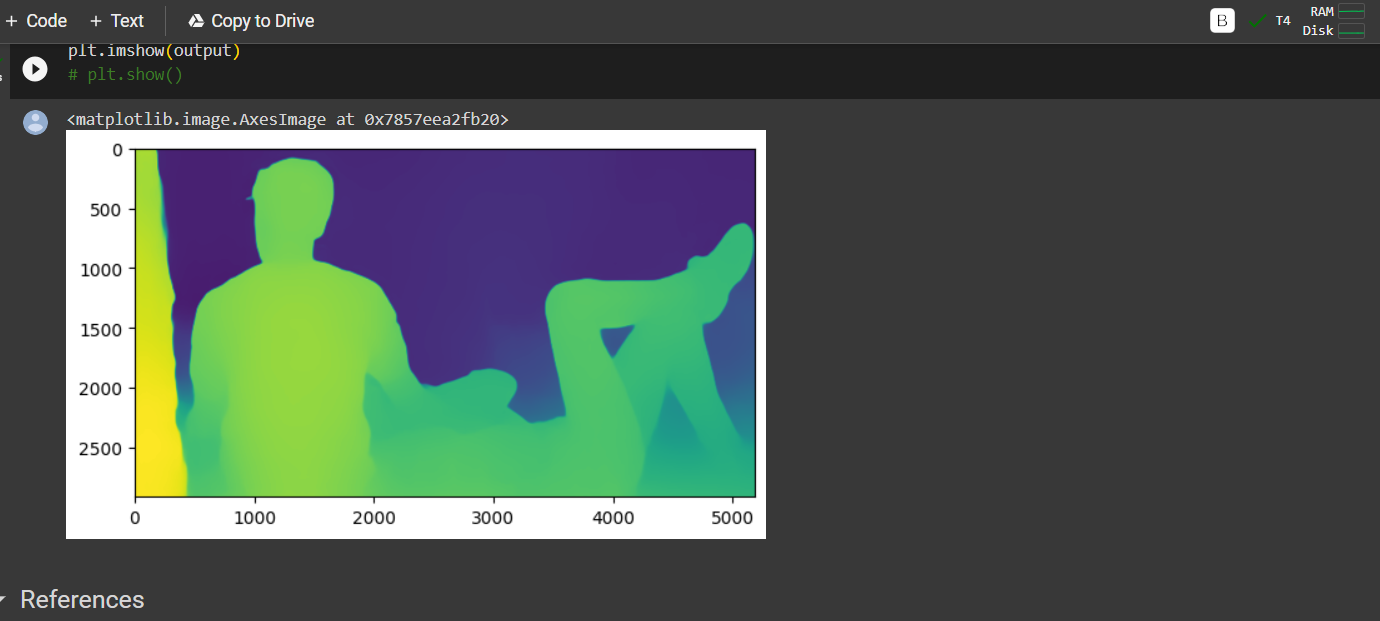 + Code + Text Copy to Drive B T4 RAM
Disk
plt.imshow(output)
# plt.show()
<matplotlib.image.AxesImage at 0x7857eea2fb20>
0
500
1000
1500
2000
2500
0 1000 2000 3000 4000 5000
References